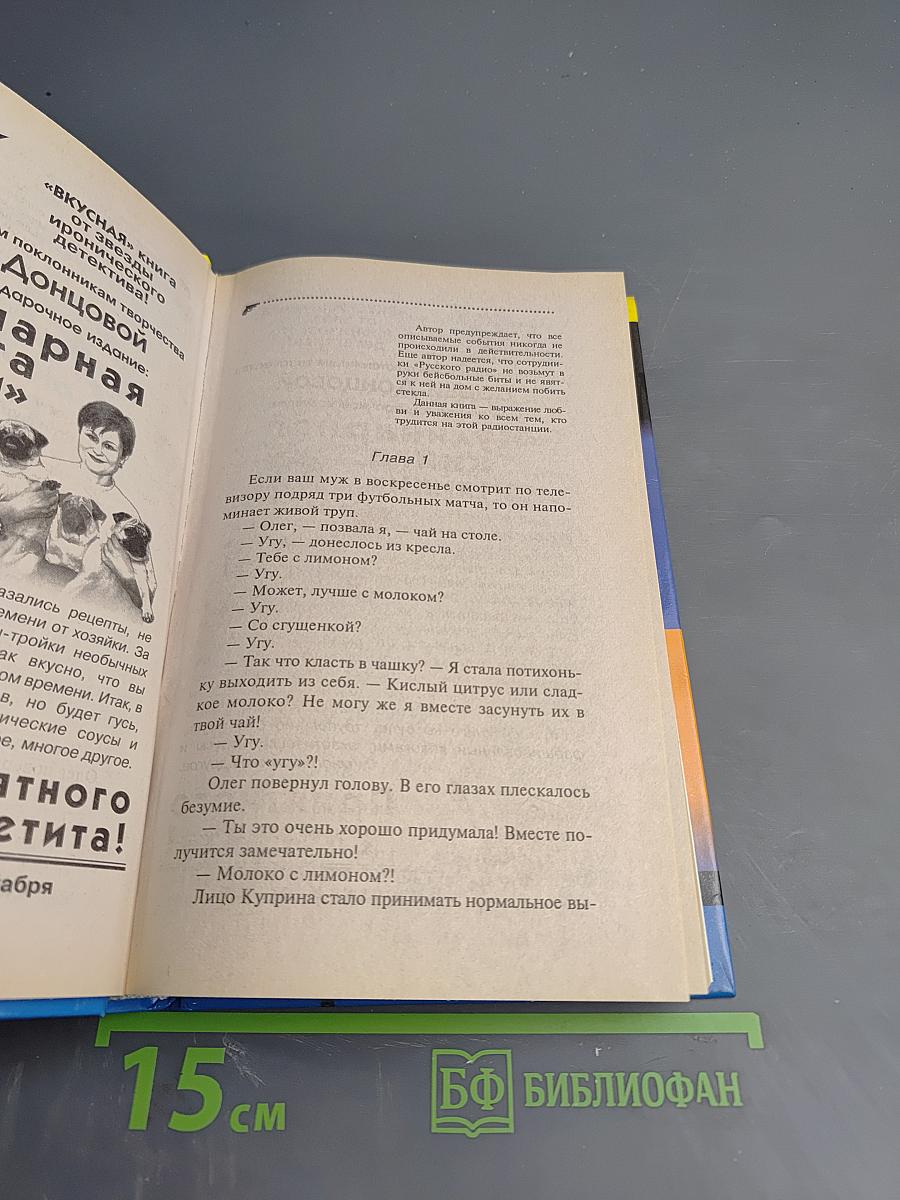 «ВКУСНАЯ» книга
от звезды
иронического
детектива!
поклонникам творчества
ДОНЦОВОЙ
издание:
азались рецепты, не
емени от хозяйки. За
тройки необычных
ак вкусно, что вы
ом времени. Итак, в
в, но будет гусь,
ические соусы и
е, многое другое.
ятного
етита!
абря
Автор предупреждает, что все
описываемые события никогда не
происходили в действительности.
Еще автор надеется, что сотрудни-
ки «Русского радио» не возьмут в
руки бейсбольные биты и не явят-
ся к ней на дом с желанием побить
стекла.
Данная книга — выражение люб-
ви и уважения ко всем тем, кто
трудится на этой радиостанции.
Глава 1
Если ваш муж в воскресенье смотрит по теле-
визору подряд три футбольных матча, то он напо-
минает живой труп.
— Олег, — позвала я, — чай на столе.
— Угу, — донеслось из кресла.
— Тебе с лимоном?
— Угу.
— Может, лучше с молоком?
— Угу.
— Со сгущенкой?
— Угу.
— Так что класть в чашку? — Я стала потихонь-
ку выходить из себя. — Кислый цитрус или слад-
кое молоко? Не могу же я вместе засунуть их в
твой чай!
— Угу.
— Что «угу»?!
Олег повернул голову. В его глазах плескалось
безумие.
— Ты это очень хорошо придумала! Вместе по-
лучится замечательно!
— Молоко с лимоном?!
Лицо Куприна стало принимать нормальное вы-
15 см
БФ БИБЛИОФАН